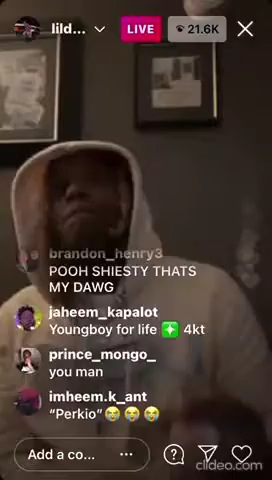 lild...
LIVE
21.6K
brandon_henry3
POOH SHIESTY THATS
MY DAWG
jaheem_kapalot
Youngboy for life ❇️ 4kt
prince_mongo_
you man
imheem.k_ant
“Perkio”😭😭😭
Add a co...
clideo.com